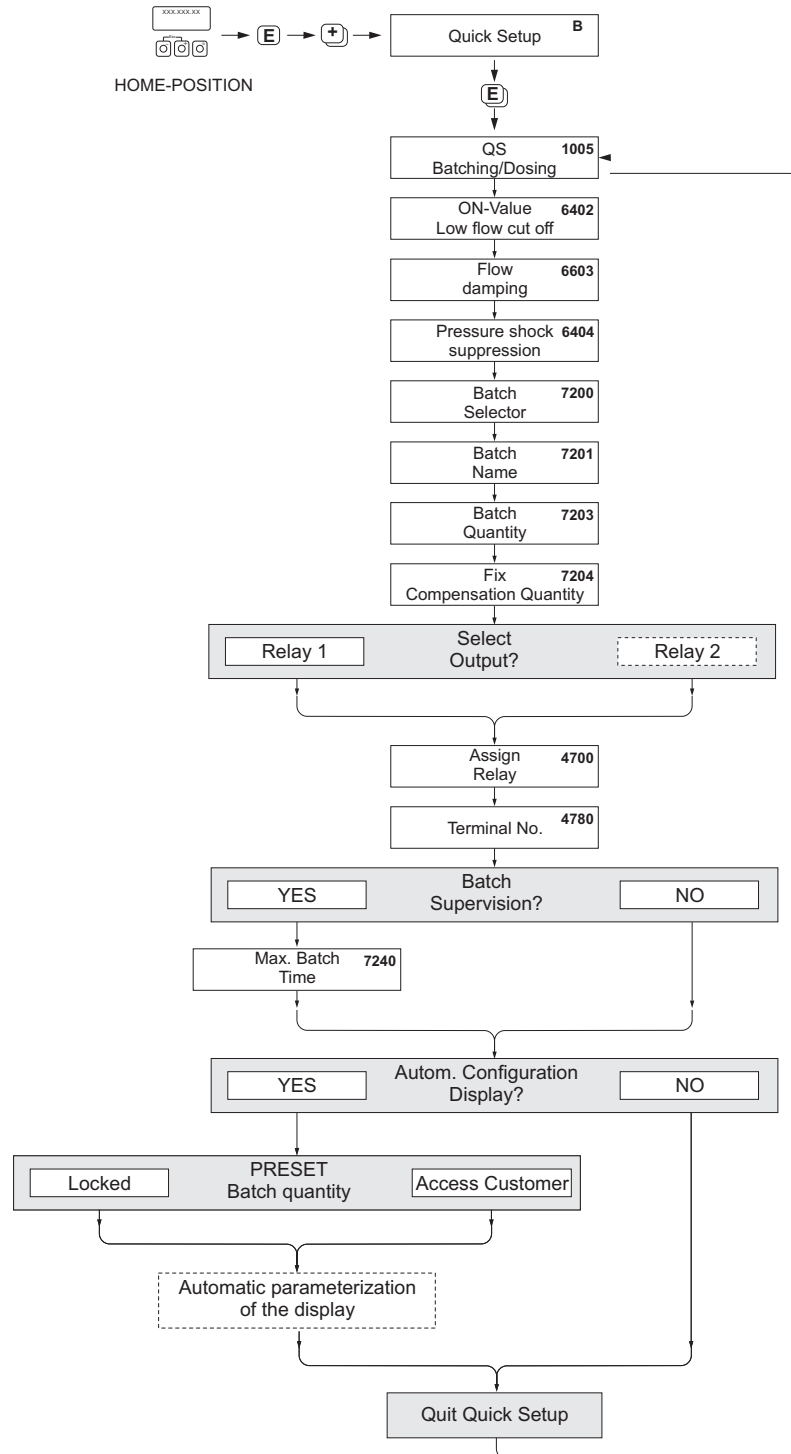 XXX.XXX.XX
Esc
E
+
Quick Setup
B
HOME-POSITION
E
QS
1005
Batching/Dosing
ON-Value
6402
Low flow cut off
Flow
6603
damping
Pressure shock
6404
suppression
Batch
7200
Selector
Batch
7201
Name
Batch
7203
Quantity
Fix
7204
Compensation Quantity
Select
Relay 1
Output?
Relay 2
Assign
4700
Relay
Terminal No.
4780
Batch
YES
Supervision?
NO
Max. Batch
7240
Time
Autom. Configuration
YES
Display?
NO
PRESET
Locked
Batch quantity
Access Customer
Automatic parameterization
of the display
Quit Quick Setup